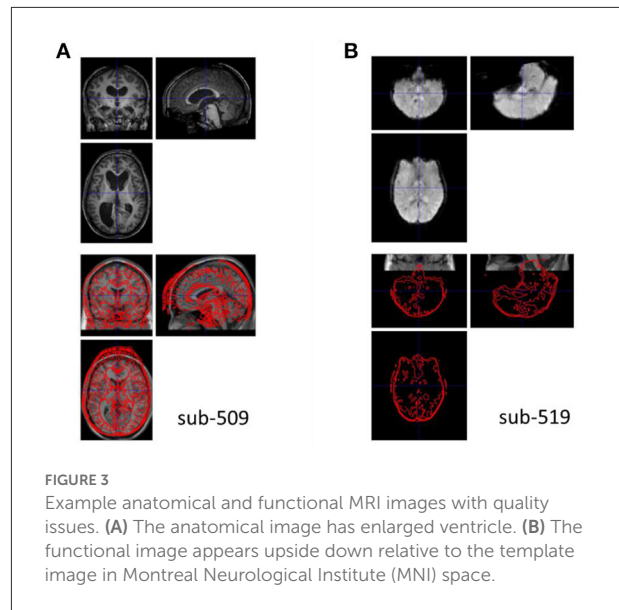 A
B
sub-509
sub-519
FIGURE 3
Example anatomical and functional MRI images with quality
issues. (A) The anatomical image has enlarged ventricle. (B) The
functional image appears upside down relative to the template
image in Montreal Neurological Institute (MNI) space.